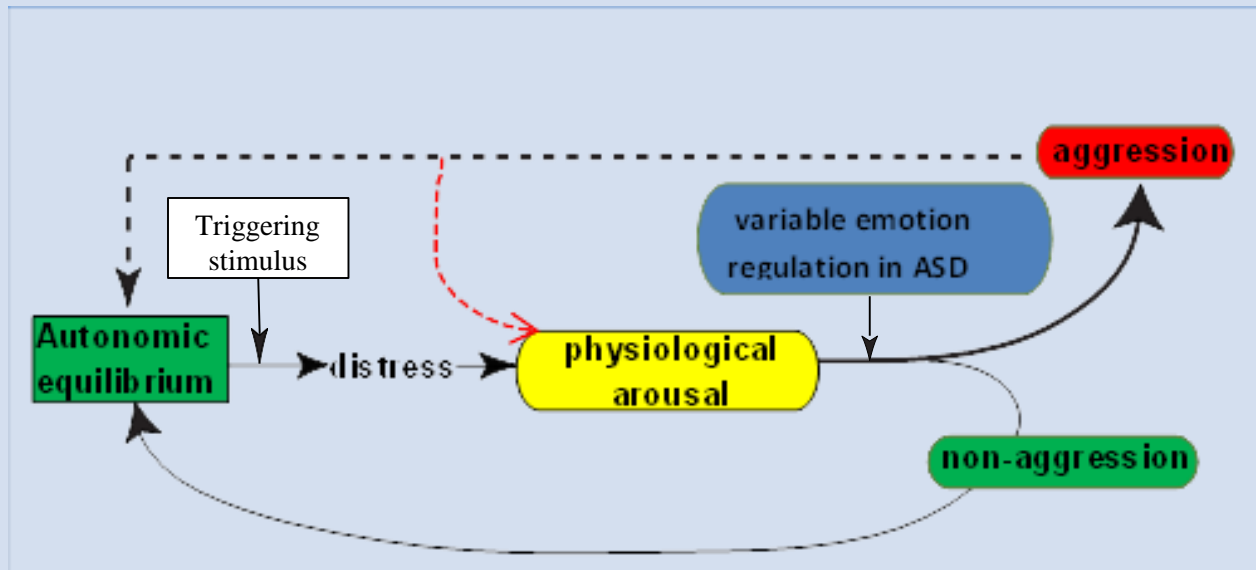 aggression
variable emotion
regulation in ASD
Triggering
stimulus
Autonomic
equilibrium
distress
physiological
arousal
non-aggression